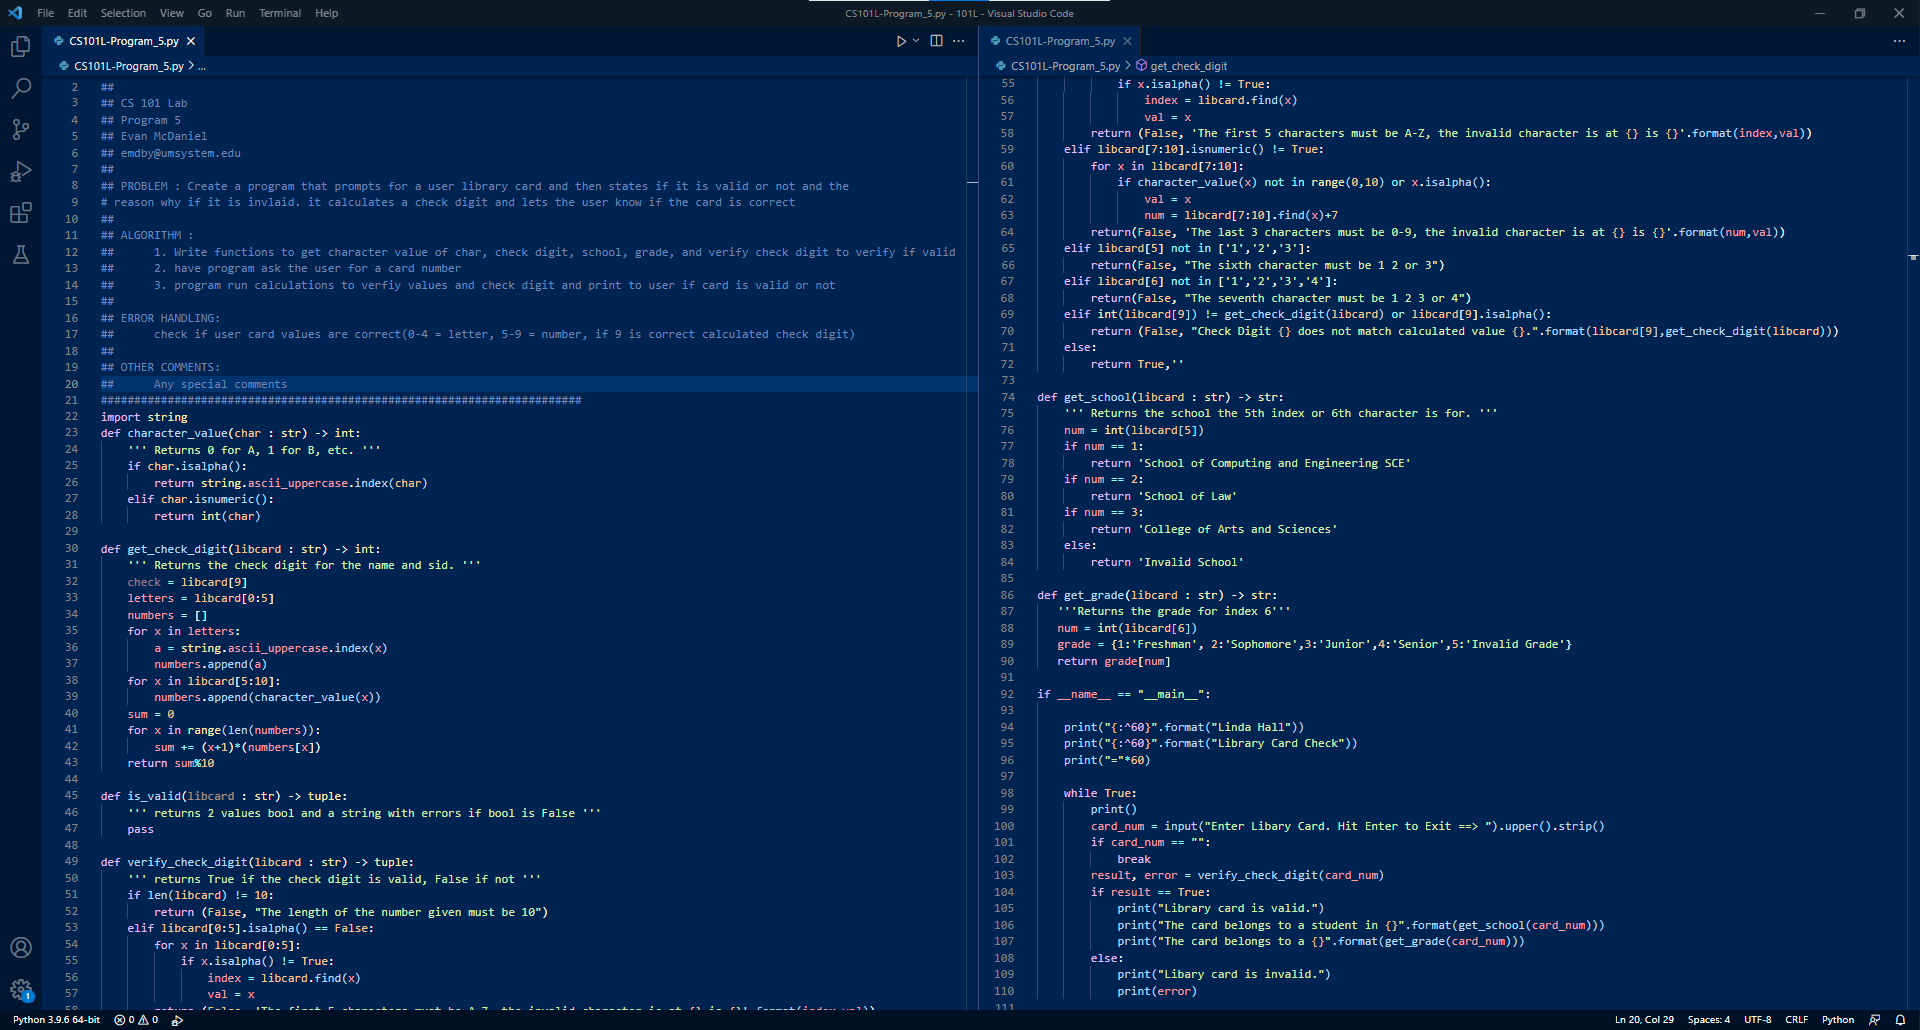 File Edit Selection View Go Run Terminal Help
CS101L-Program_5.py - 101L - Visual Studio Code
CS101L-Program_5.py
CS101L-Program_5.py > ...
2 ##
3 ## CS 101 Lab
4 ## Program 5
5 ## Evan McDaniel
6 ## emdby@umsystem.edu
7 ##
8 ## PROBLEM : Create a program that prompts for a user library card and then states if it is valid or not and the
9 # reason why if it is invlaid. it calculates a check digit and lets the user know if the card is correct
10 ##
11 ## ALGORITHM :
12 ##      1. Write functions to get character value of char, check digit, school, grade, and verify check digit to verify if valid
13 ##      2. have program ask the user for a card number
14 ##      3. program run calculations to verfiy values and check digit and print to user if card is valid or not
15 ##
16 ## ERROR HANDLING:
17 ##      check if user card values are correct(0-4 = letter, 5-9 = number, if 9 is correct calculated check digit)
18 ##
19 ## OTHER COMMENTS:
20 ##      Any special comments
21 ########################################################################
22 import string
23 def character_value(char : str) -> int:
24     ''' Returns 0 for A, 1 for B, etc. '''
25     if char.isalpha():
26         return string.ascii_uppercase.index(char)
27     elif char.isnumeric():
28         return int(char)
29
30 def get_check_digit(libcard : str) -> int:
31     ''' Returns the check digit for the name and sid. '''
32     check = libcard[9]
33     letters = libcard[0:5]
34     numbers = []
35     for x in letters:
36         a = string.ascii_uppercase.index(x)
37         numbers.append(a)
38     for x in libcard[5:10]:
39         numbers.append(character_value(x))
40     sum = 0
41     for x in range(len(numbers)):
42         sum += (x+1)*(numbers[x])
43     return sum%10
44
45 def is_valid(libcard : str) -> tuple:
46     ''' returns 2 values bool and a string with errors if bool is False '''
47     pass
48
49 def verify_check_digit(libcard : str) -> tuple:
50     ''' returns True if the check digit is valid, False if not '''
51     if len(libcard) != 10:
52         return (False, "The length of the number given must be 10")
53     elif libcard[0:5].isalpha() == False:
54         for x in libcard[0:5]:
55             if x.isalpha() != True:
56                 index = libcard.find(x)
57                 val = x
58         return (False, 'The first 5 characters must be A-Z, the invalid character is at {} is {}'.format(index,val))
CS101L-Program_5.py
CS101L-Program_5.py > get_check_digit
55             if x.isalpha() != True:
56                 index = libcard.find(x)
57                 val = x
58         return (False, 'The first 5 characters must be A-Z, the invalid character is at {} is {}'.format(index,val))
59     elif libcard[7:10].isnumeric() != True:
60         for x in libcard[7:10]:
61             if character_value(x) not in range(0,10) or x.isalpha():
62                 val = x
63                 num = libcard[7:10].find(x)+7
64         return(False, 'The last 3 characters must be 0-9, the invalid character is at {} is {}'.format(num,val))
65     elif libcard[5] not in ['1','2','3']:
66         return(False, "The sixth character must be 1 2 or 3")
67     elif libcard[6] not in ['1','2','3','4']:
68         return(False, "The seventh character must be 1 2 3 or 4")
69     elif int(libcard[9]) != get_check_digit(libcard) or libcard[9].isalpha():
70         return (False, "Check Digit {} does not match calculated value {}.".format(libcard[9],get_check_digit(libcard)))
71     else:
72         return True,''
73
74 def get_school(libcard : str) -> str:
75     ''' Returns the school the 5th index or 6th character is for. '''
76     num = int(libcard[5])
77     if num == 1:
78         return 'School of Computing and Engineering SCE'
79     if num == 2:
80         return 'School of Law'
81     if num == 3:
82         return 'College of Arts and Sciences'
83     else:
84         return 'Invalid School'
85
86 def get_grade(libcard : str) -> str:
87    '''Returns the grade for index 6'''
88    num = int(libcard[6])
89    grade = {1:'Freshman', 2:'Sophomore',3:'Junior',4:'Senior',5:'Invalid Grade'}
90    return grade[num]
91
92 if __name__ == "__main__":
93
94     print("{:^60}".format("Linda Hall"))
95     print("{:^60}".format("Library Card Check"))
96     print("="*60)
97
98     while True:
99         print()
100         card_num = input("Enter Libary Card. Hit Enter to Exit ==> ").upper().strip()
101         if card_num == "":
102             break
103         result, error = verify_check_digit(card_num)
104         if result == True:
105             print("Library card is valid.")
106             print("The card belongs to a student in {}".format(get_school(card_num)))
107             print("The card belongs to a {}".format(get_grade(card_num)))
108         else:
109             print("Libary card is invalid.")
110             print(error)
111
1
Python 3.9.6 64-bit 0 0
Ln 20, Col 29 Spaces: 4 UTF-8 CRLF Python